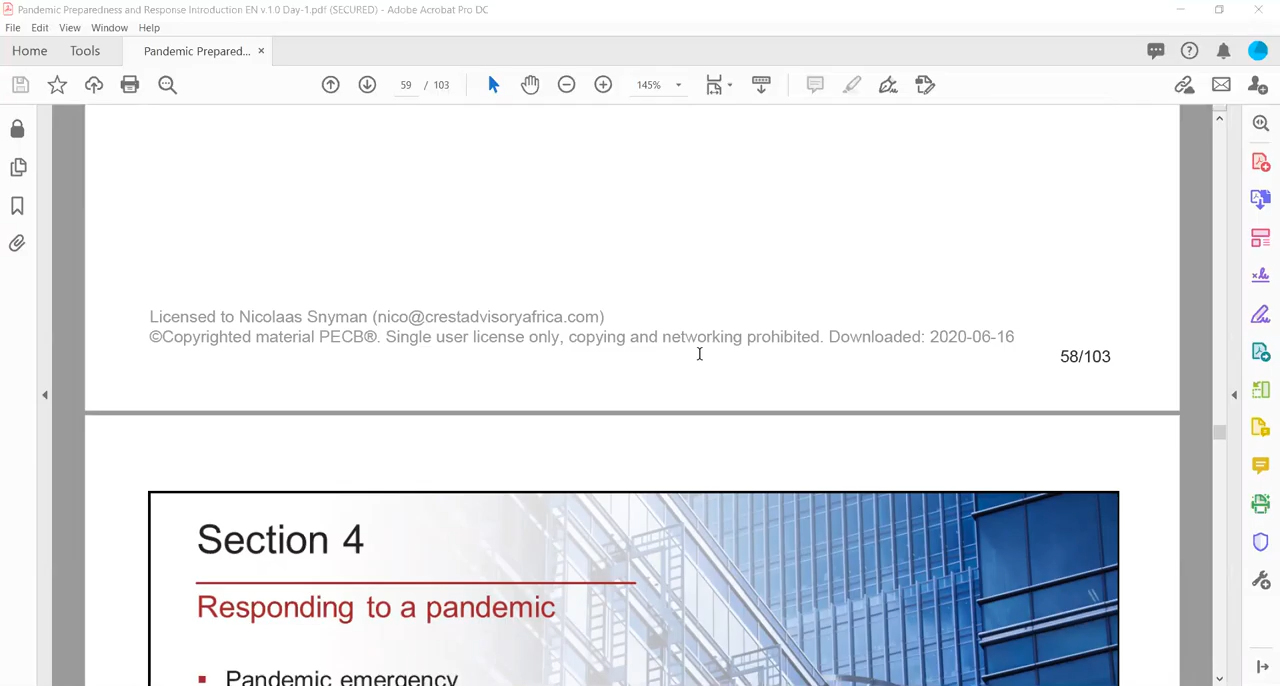 Pandemic Preparedness and Response Introduction EN v.1.0 Day-1.pdf (SECURED) - Adobe Acrobat Pro DC
File Edit View Window Help
Home Tools Pandemic Prepared... ×
59 / 103 145%
Licensed to Nicolaas Snyman (nico@crestadvisoryafrica.com)
©Copyrighted material PECB®. Single user license only, copying and networking prohibited. Downloaded: 2020-06-16
58/103
Section 4
Responding to a pandemic
▪ Pandemic emergency